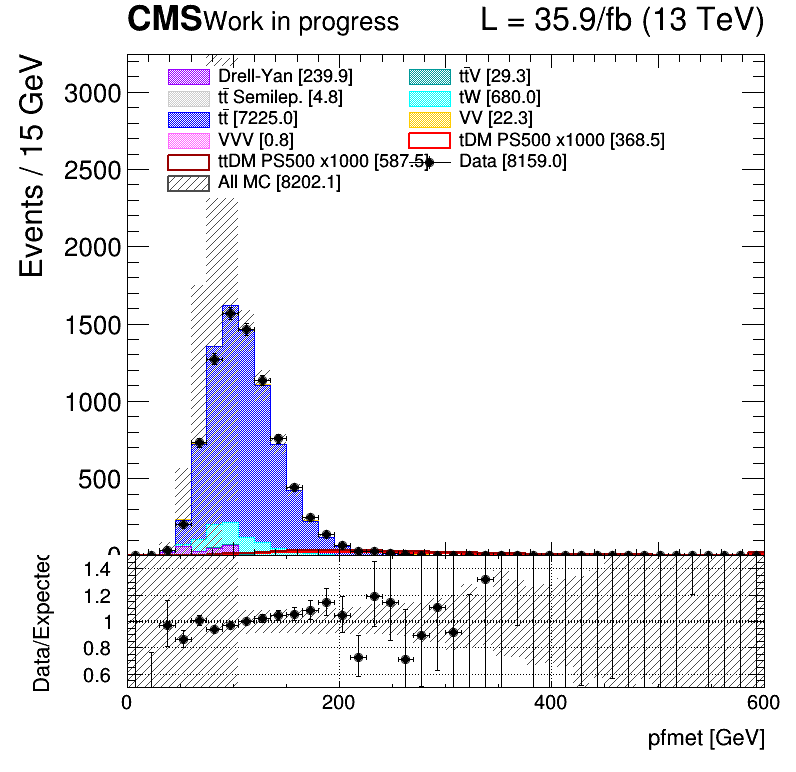 CMS Work in progress L = 35.9/fb (13 TeV)
Events / 15 GeV
3000
2500
2000
1500
1000
500
0
Drell-Yan [239.9] tt̄V [29.3]
tt̄ Semilep. [4.8] tW [680.0]
tt̄ [7225.0] VV [22.3]
VVV [0.8] tDM PS500 x1000 [368.5]
ttDM PS500 x1000 [587.5] Data [8159.0]
All MC [8202.1]
Data/Expected
1.4
1.2
1
0.8
0.6
0 200 400 600
pfmet [GeV]